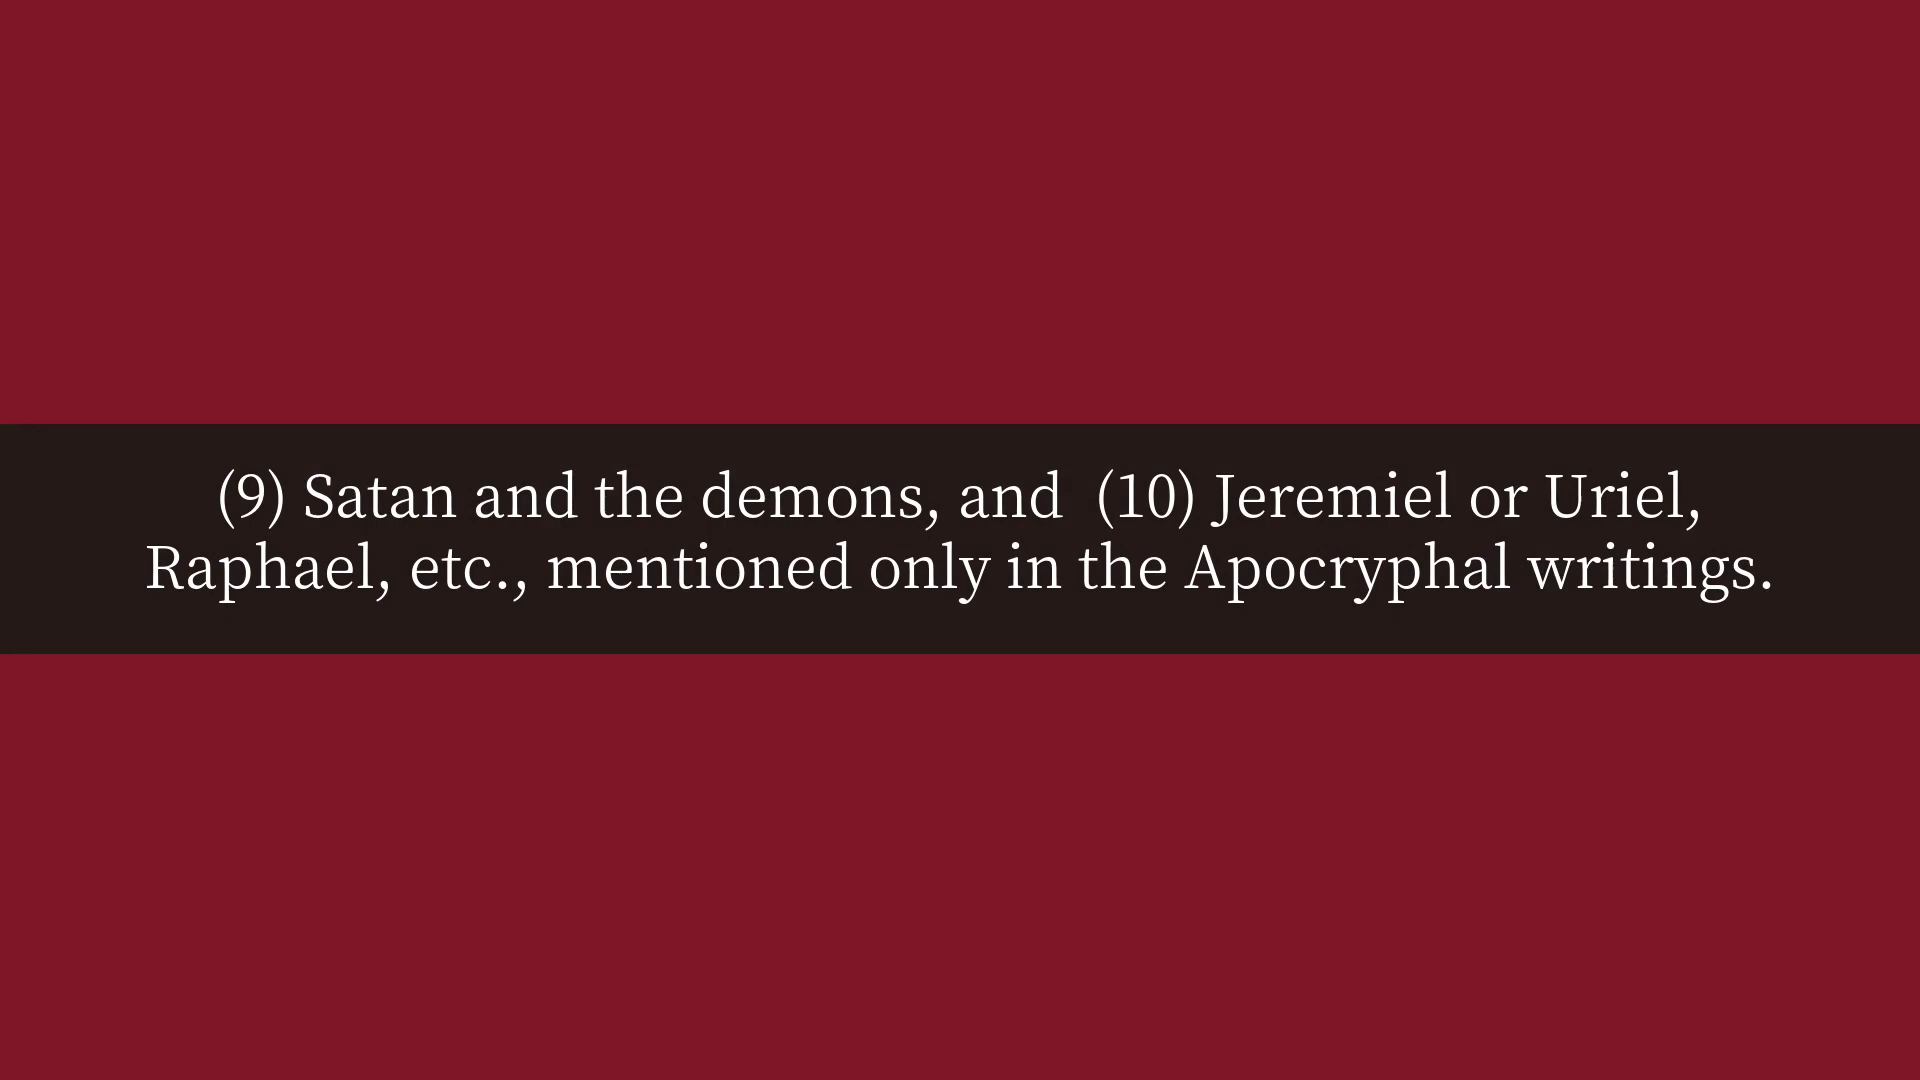 (9) Satan and the demons, and  (10) Jeremiel or Uriel,
Raphael, etc., mentioned only in the Apocryphal writings.